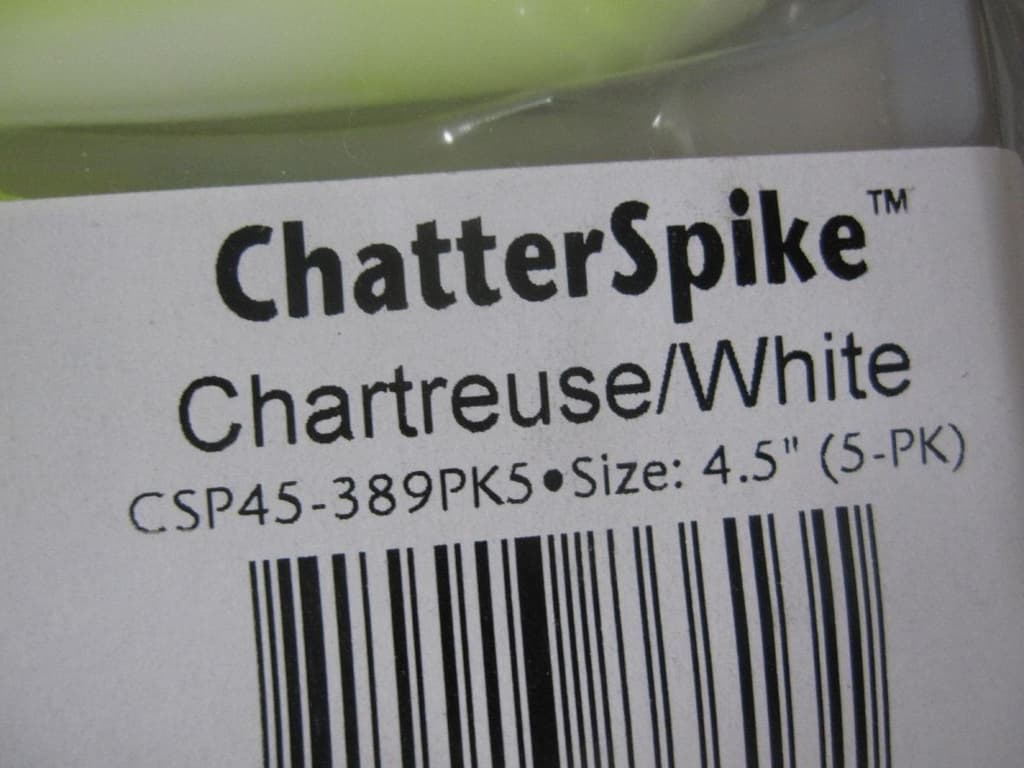 ChatterSpike™
Chartreuse/White
CSP45-389PK5•Size: 4.5" (5-PK)